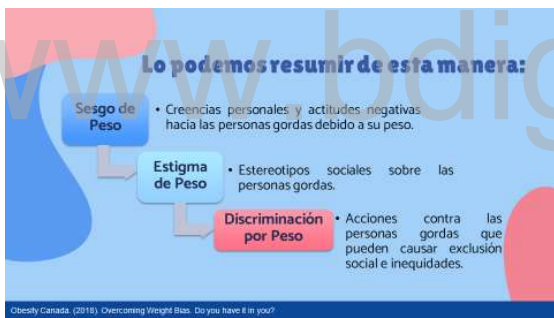 www.bdig
Lo podemos resumir de esta manera:
Sesgo de
Peso
• Creencias personales y actitudes negativas
hacia las personas gordas debido a su peso.
Estigma
de Peso
• Estereotipos sociales sobre las
personas gordas.
Discriminación
por Peso
• Acciones contra las
personas gordas que
pueden causar exclusión
social e inequidades.
Obesity Canada. (2018). Overcoming Weight Bias. Do you have it in you?